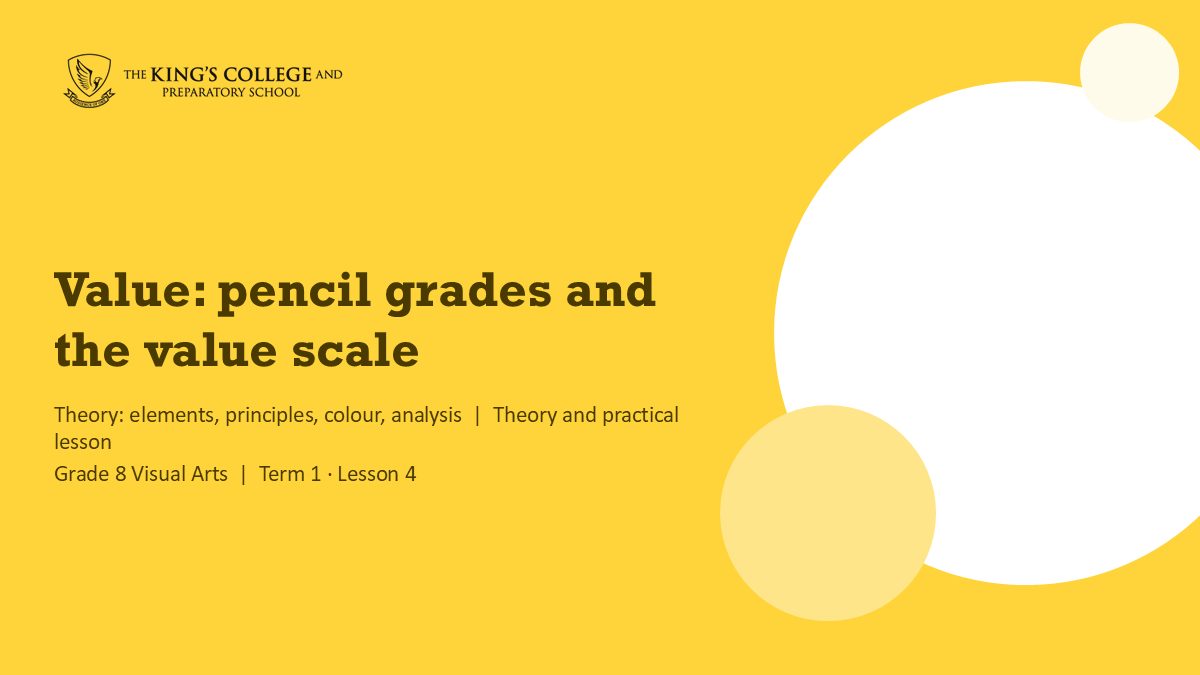 THE KING'S COLLEGE AND
PREPARATORY SCHOOL
Value: pencil grades and
the value scale
Theory: elements, principles, colour, analysis | Theory and practical
lesson
Grade 8 Visual Arts | Term 1 · Lesson 4